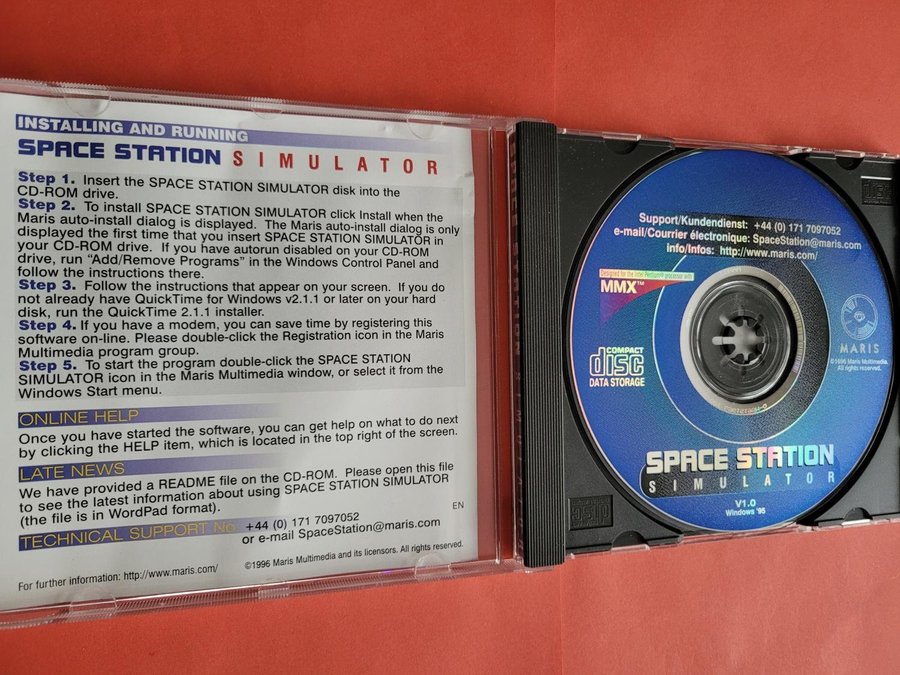 INSTALLING AND RUNNING
SPACE STATION SIMULATOR
Step 1. Insert the SPACE STATION SIMULATOR disk into the
CD-ROM drive.
Step 2. To install SPACE STATION SIMULATOR click Install when the
Maris auto-install dialog is displayed. The Maris auto-install dialog is only
displayed the first time that you insert SPACE STATION SIMULATOR in
your CD-ROM drive. If you have autorun disabled on your CD-ROM
drive, run "Add/Remove Programs" in the Windows Control Panel and
follow the instructions there.
Step 3. Follow the instructions that appear on your screen. If you do
not already have QuickTime for Windows v2.1.1 or later on your hard
disk, run the QuickTime 2.1.1 installer.
Step 4. If you have a modem, you can save time by registering this
software on-line. Please double-click the Registration icon in the Maris
Multimedia program group.
Step 5. To start the program double-click the SPACE STATION
SIMULATOR icon in the Maris Multimedia window, or select it from the
Windows Start menu.
ONLINE HELP
Once you have started the software, you can get help on what to do next
by clicking the HELP item, which is located in the top right of the screen.
LATE NEWS
We have provided a README file on the CD-ROM. Please open this file
to see the latest information about using SPACE STATION SIMULATOR
(the file is in WordPad format).
EN
TECHNICAL SUPPORT No. +44 (0) 171 7097052
or e-mail SpaceStation@maris.com
For further information: http://www.maris.com/
©1996 Maris Multimedia and its licensors. All rights reserved.
Support/Kundendienst: +44 (0) 171 7097052
e-mail/Courrier électronique: SpaceStation@maris.com
Info/Infos: http://www.maris.com/
Designed for the Intel Pentium® processor with
MMX™
COMPACT
disc
DATA STORAGE
MARIS
©1996 Maris Multimedia.
All rights reserved.
SPACE STATION
SIMULATOR
V1.0
Windows '95